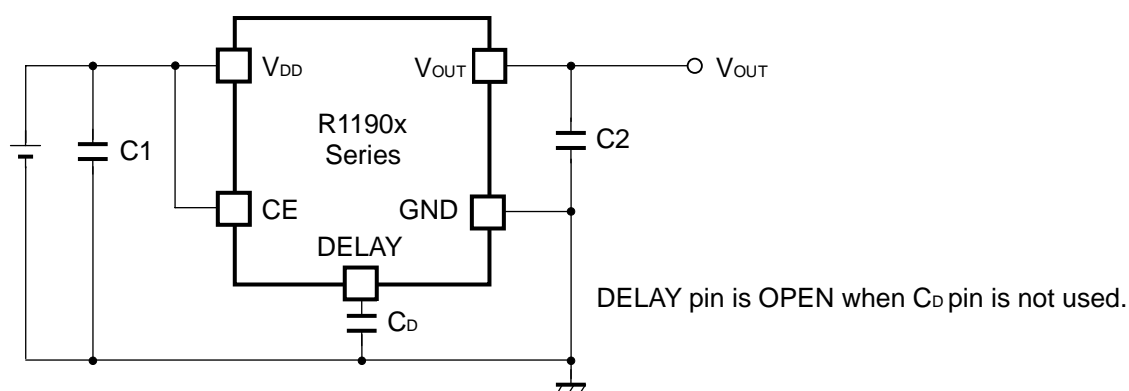 VDD
VOUT
VOUT
R1190x
Series
C1
C2
CE
GND
DELAY
CD
DELAY pin is OPEN when CD pin is not used.